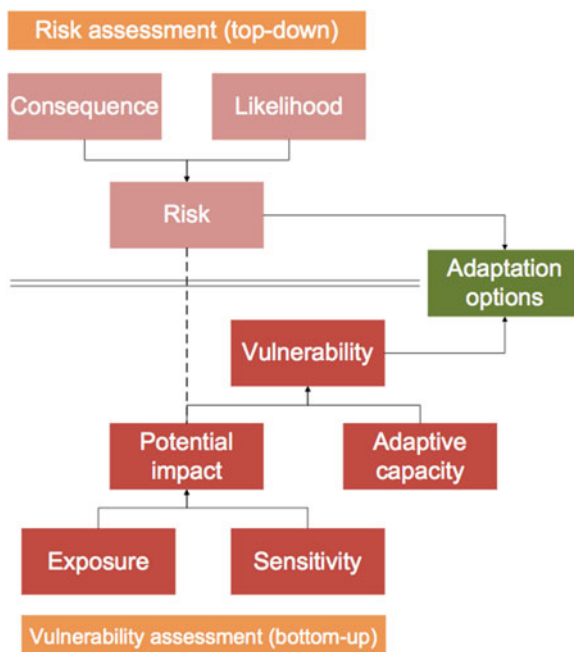 Risk assessment (top-down)
Consequence
Likelihood
Risk
Adaptation
options
Vulnerability
Potential
impact
Adaptive
capacity
Exposure
Sensitivity
Vulnerability assessment (bottom-up)